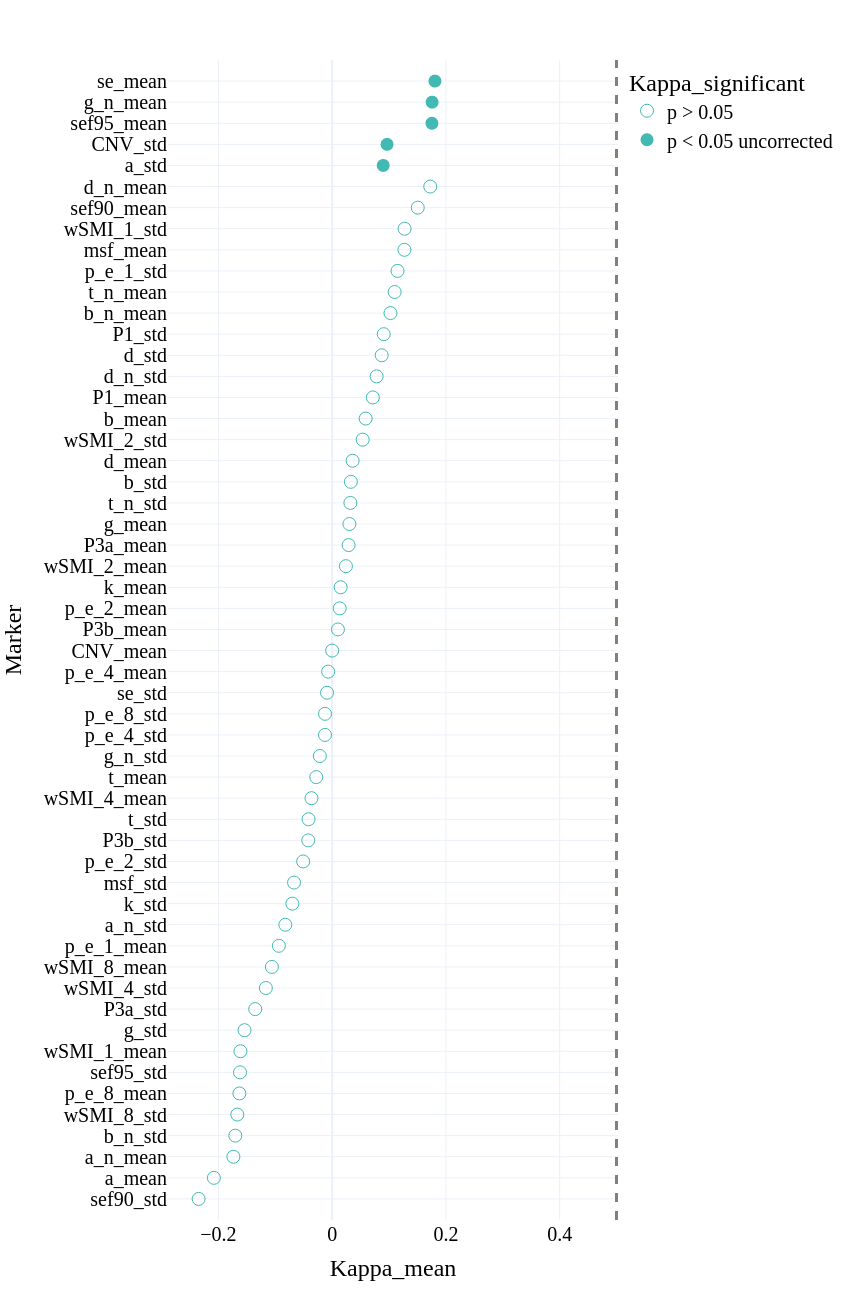 Kappa_significant
p > 0.05
p < 0.05 uncorrected
se_mean
g_n_mean
sef95_mean
CNV_std
a_std
d_n_mean
sef90_mean
wSMI_1_std
msf_mean
p_e_1_std
t_n_mean
b_n_mean
P1_std
d_std
d_n_std
P1_mean
b_mean
wSMI_2_std
d_mean
b_std
t_n_std
g_mean
P3a_mean
wSMI_2_mean
k_mean
p_e_2_mean
P3b_mean
CNV_mean
p_e_4_mean
se_std
p_e_8_std
p_e_4_std
g_n_std
t_mean
wSMI_4_mean
t_std
P3b_std
p_e_2_std
msf_std
k_std
a_n_std
p_e_1_mean
wSMI_8_mean
wSMI_4_std
P3a_std
g_std
wSMI_1_mean
sef95_std
p_e_8_mean
wSMI_8_std
b_n_std
a_n_mean
a_mean
sef90_std
Marker
−0.2 0 0.2 0.4
Kappa_mean